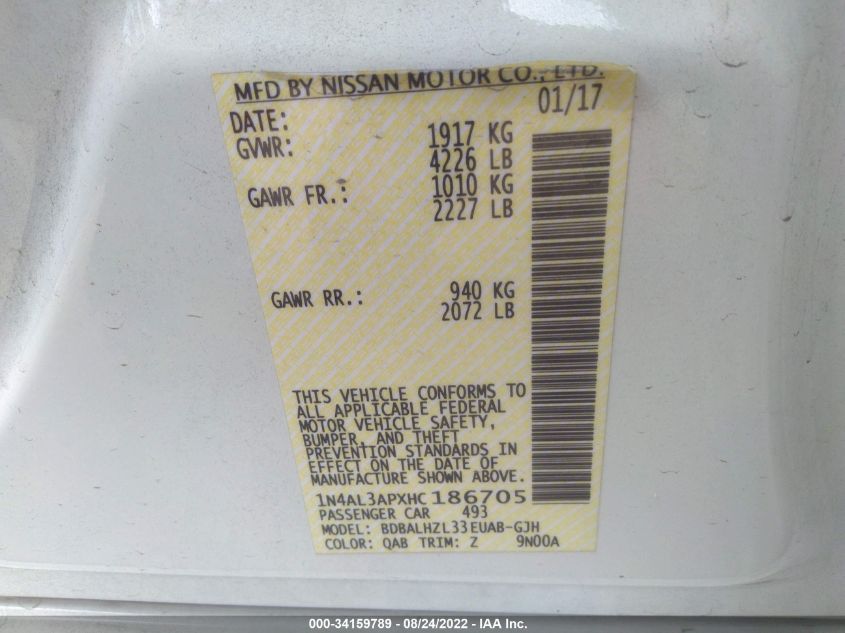 MFD BY NISSAN MOTOR CO., LTD.
DATE: 01/17
GVWR: 1917 KG
4226 LB
GAWR FR.: 1010 KG
2227 LB
GAWR RR.: 940 KG
2072 LB
THIS VEHICLE CONFORMS TO
ALL APPLICABLE FEDERAL
MOTOR VEHICLE SAFETY,
BUMPER, AND THEFT
PREVENTION STANDARDS IN
EFFECT ON THE DATE OF
MANUFACTURE SHOWN ABOVE.
1N4AL3APXHC186705
PASSENGER CAR 493
MODEL: BDBALHZL33EUAB-GJH
COLOR: QAB TRIM: Z 9N00A
000-34159789 - 08/24/2022 - IAA Inc.